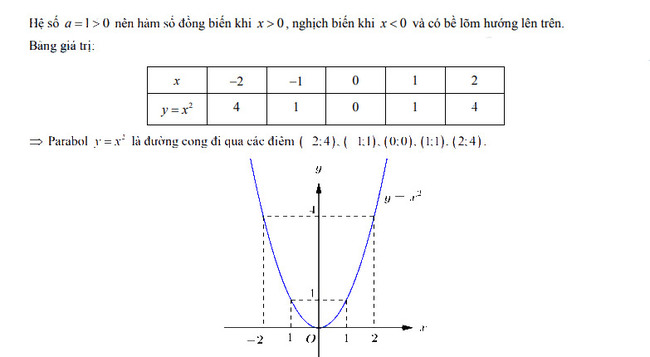 Hệ số a = 1 > 0 nên hàm số đồng biến khi x > 0, nghịch biến khi x < 0 và có bề lõm hướng lên trên.
Bảng giá trị:
x −2 −1 0 1 2
y = x² 4 1 0 1 4
⇒ Parabol y = x² là đường cong đi qua các điểm ( 2;4), ( 1;1), (0;0), (1;1), (2;4).
y
y = x²
4
1
−2 1 O 1 2 x